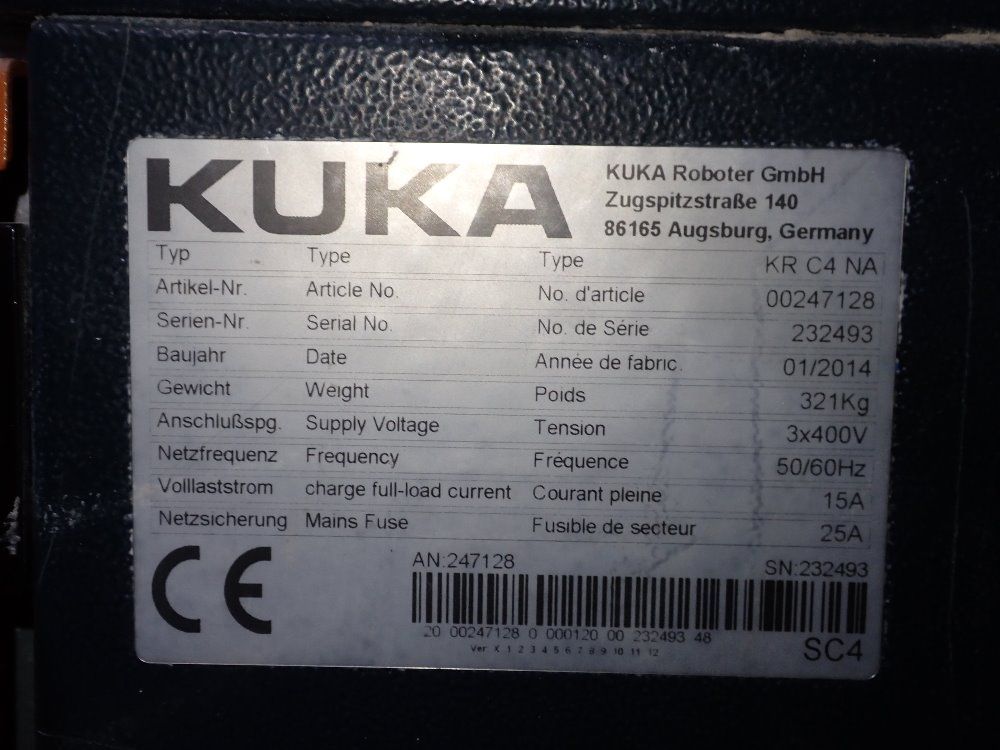 KUKA
KUKA Roboter GmbH
Zugspitzstraße 140
86165 Augsburg, Germany
Typ Type Type KR C4 NA
Artikel-Nr. Article No. No. d'article 00247128
Serien-Nr. Serial No. No. de Série 232493
Baujahr Date Année de fabric. 01/2014
Gewicht Weight Poids 321Kg
Anschlußspg. Supply Voltage Tension 3x400V
Netzfrequenz Frequency Fréquence 50/60Hz
Volllaststrom charge full-load current Courant pleine 15A
Netzsicherung Mains Fuse Fusible de secteur 25A
CE
AN:247128 SN:232493
20 00247128 0 000120 00 232493 48
Ver X 1 2 3 4 5 6 7 8 9 10 11 12
SC4